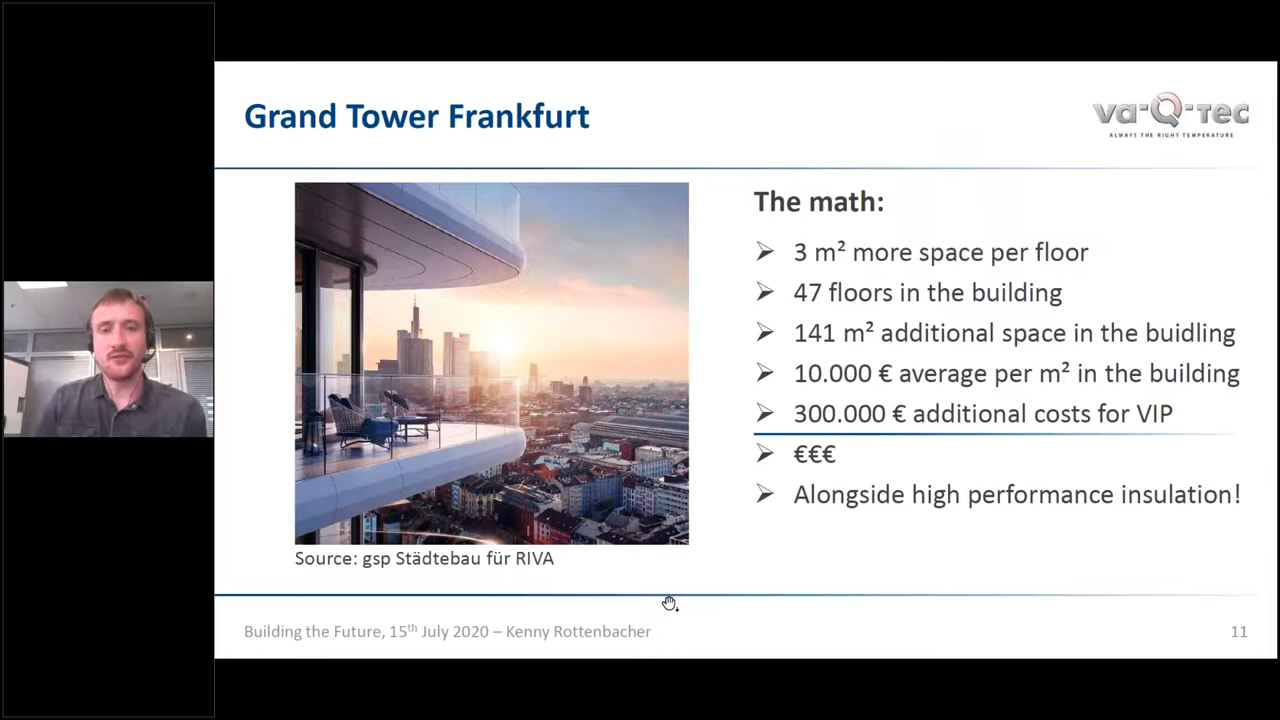 Grand Tower Frankfurt
va-Q-tec
ALWAYS THE RIGHT TEMPERATURE
The math:
3 m² more space per floor
47 floors in the building
141 m² additional space in the buidling
10.000 € average per m² in the building
300.000 € additional costs for VIP
€€€
Alongside high performance insulation!
Source: gsp Städtebau für RIVA
Building the Future, 15th July 2020 – Kenny Rottenbacher
11